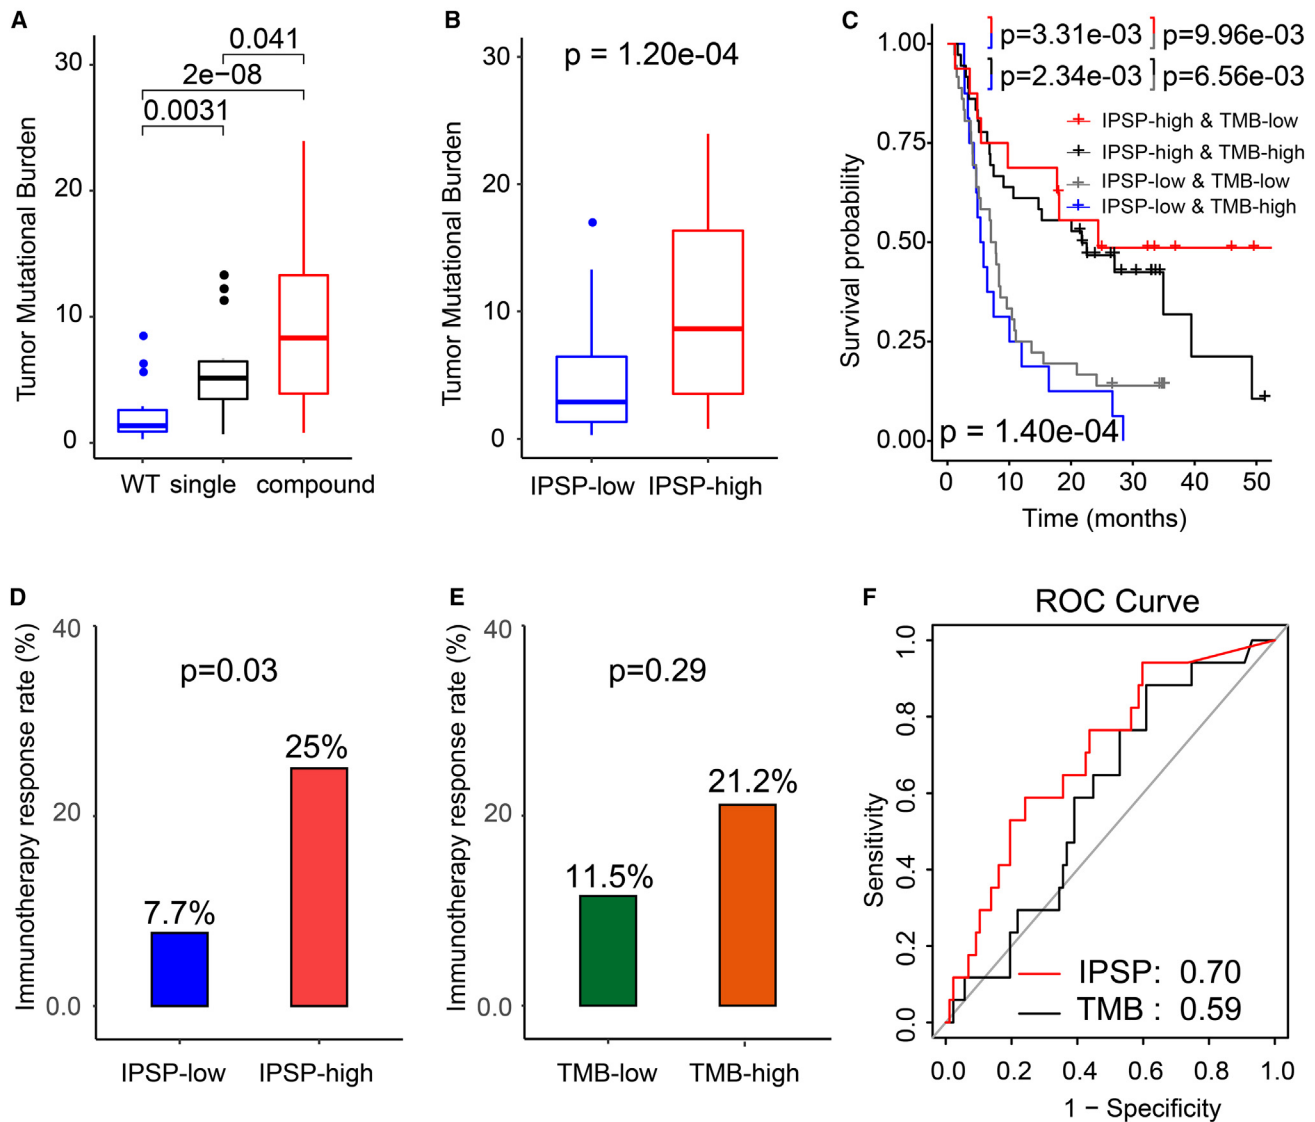 A
Tumor Mutational Burden
30
20
10
0
0.041
2e−08
0.0031
WT single compound
B
Tumor Mutational Burden
30
20
10
0
p = 1.20e-04
IPSP-low IPSP-high
C
Survival probability
1.00
0.75
0.50
0.25
0.00
p=3.31e-03 p=9.96e-03
p=2.34e-03 p=6.56e-03
IPSP-high & TMB-low
IPSP-high & TMB-high
IPSP-low & TMB-low
IPSP-low & TMB-high
p = 1.40e-04
0 10 20 30 40 50
Time (months)
D
Immunotherapy response rate (%)
40
20
0.0
p=0.03
7.7%
25%
IPSP-low IPSP-high
E
Immunotherapy response rate (%)
40
20
0.0
p=0.29
11.5%
21.2%
TMB-low TMB-high
F
ROC Curve
Sensitivity
1.0
0.8
0.6
0.4
0.2
0.0
IPSP: 0.70
TMB : 0.59
0.0 0.2 0.4 0.6 0.8 1.0
1 − Specificity